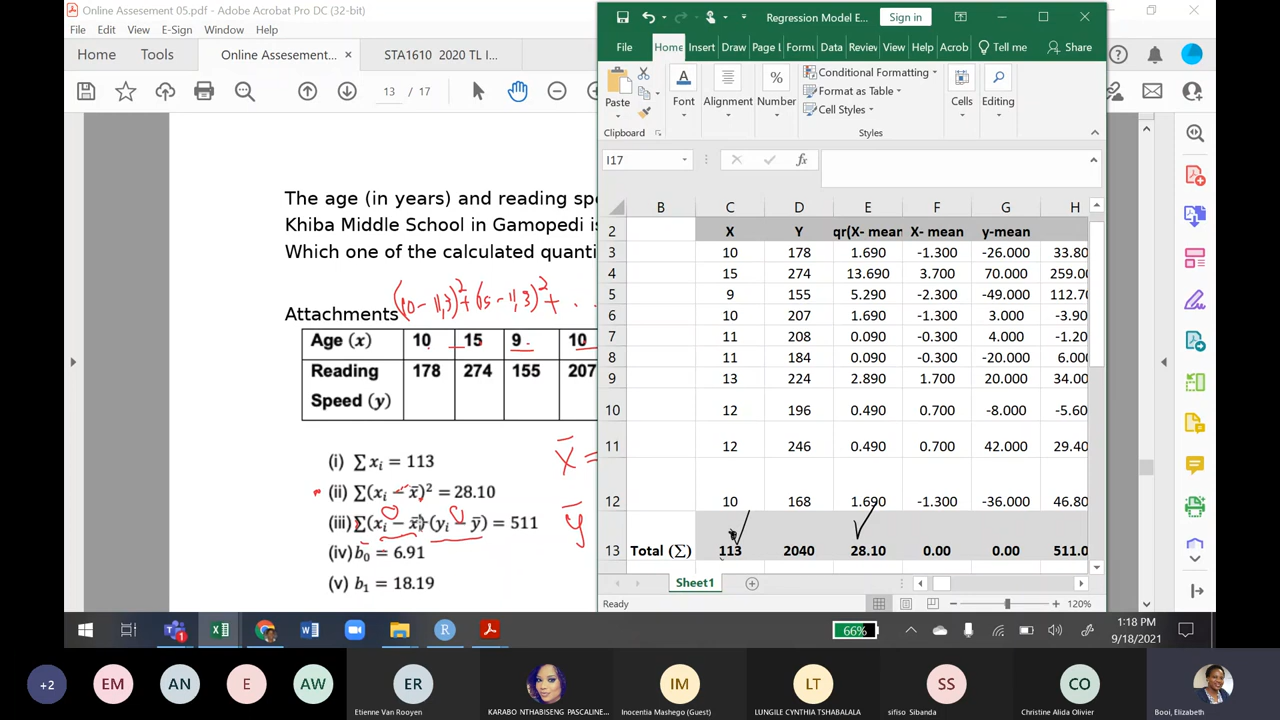 Online Assesement 05.pdf - Adobe Acrobat Pro DC (32-bit)
File Edit View E-Sign Window Help
Home Tools Online Assesement... × STA1610 2020 TL I...
13 / 17
The age (in years) and reading spe
Khiba Middle School in Gamopedi is
Which one of the calculated quanti
(10 - 11,3)² + (15 - 11,3)² + . . .
Attachments
Age (x) 10 15 9 10
Reading Speed (y) 178 274 155 207
(i) ∑ xᵢ = 113
(ii) ∑(xᵢ − x̄)² = 28.10
(iii) ∑(xᵢ − x̄) (yᵢ − ȳ) = 511
(iv) b₀ = 6.91
(v) b₁ = 18.19
x̄ =
ȳ
Regression Model E... Sign in
File Home Insert Draw Page L Formu Data Review View Help Acrob Tell me Share
Paste Font Alignment Number Conditional Formatting Cells Editing
Format as Table
Cell Styles
Clipboard Styles
I17 fx
B C D E F G H
2 X Y qr(X- mean X- mean y-mean
3 10 178 1.690 -1.300 -26.000 33.80
4 15 274 13.690 3.700 70.000 259.00
5 9 155 5.290 -2.300 -49.000 112.70
6 10 207 1.690 -1.300 3.000 -3.90
7 11 208 0.090 -0.300 4.000 -1.20
8 11 184 0.090 -0.300 -20.000 6.000
9 13 224 2.890 1.700 20.000 34.00
10 12 196 0.490 0.700 -8.000 -5.60
11 12 246 0.490 0.700 42.000 29.40
12 10 168 1.690 -1.300 -36.000 46.80
13 Total (∑) 113 2040 28.10 0.00 0.00 511.0
Sheet1
Ready 120%
66% 1:18 PM
9/18/2021
+2 EM AN E AW ER IM LT SS CO
Etienne Van Rooyen KARABO NTHABISENG PASCALINE... Inocentia Mashego (Guest) LUNGILE CYNTHIA TSHABALALA sifiso Sibanda Christine Alida Olivier Booi, Elizabeth